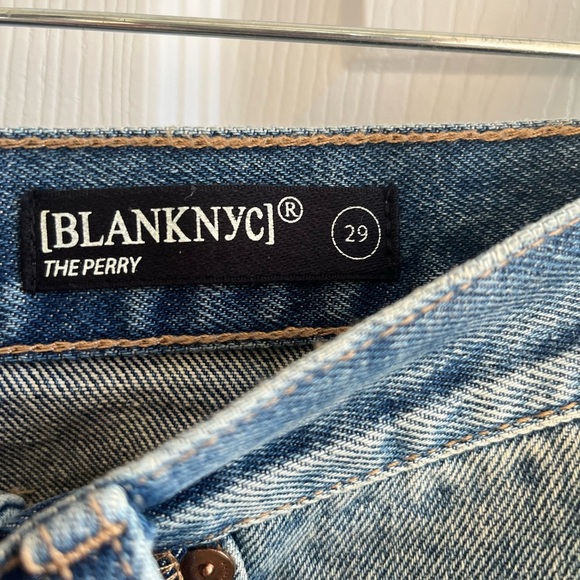 [BLANKNYC]®
THE PERRY
29